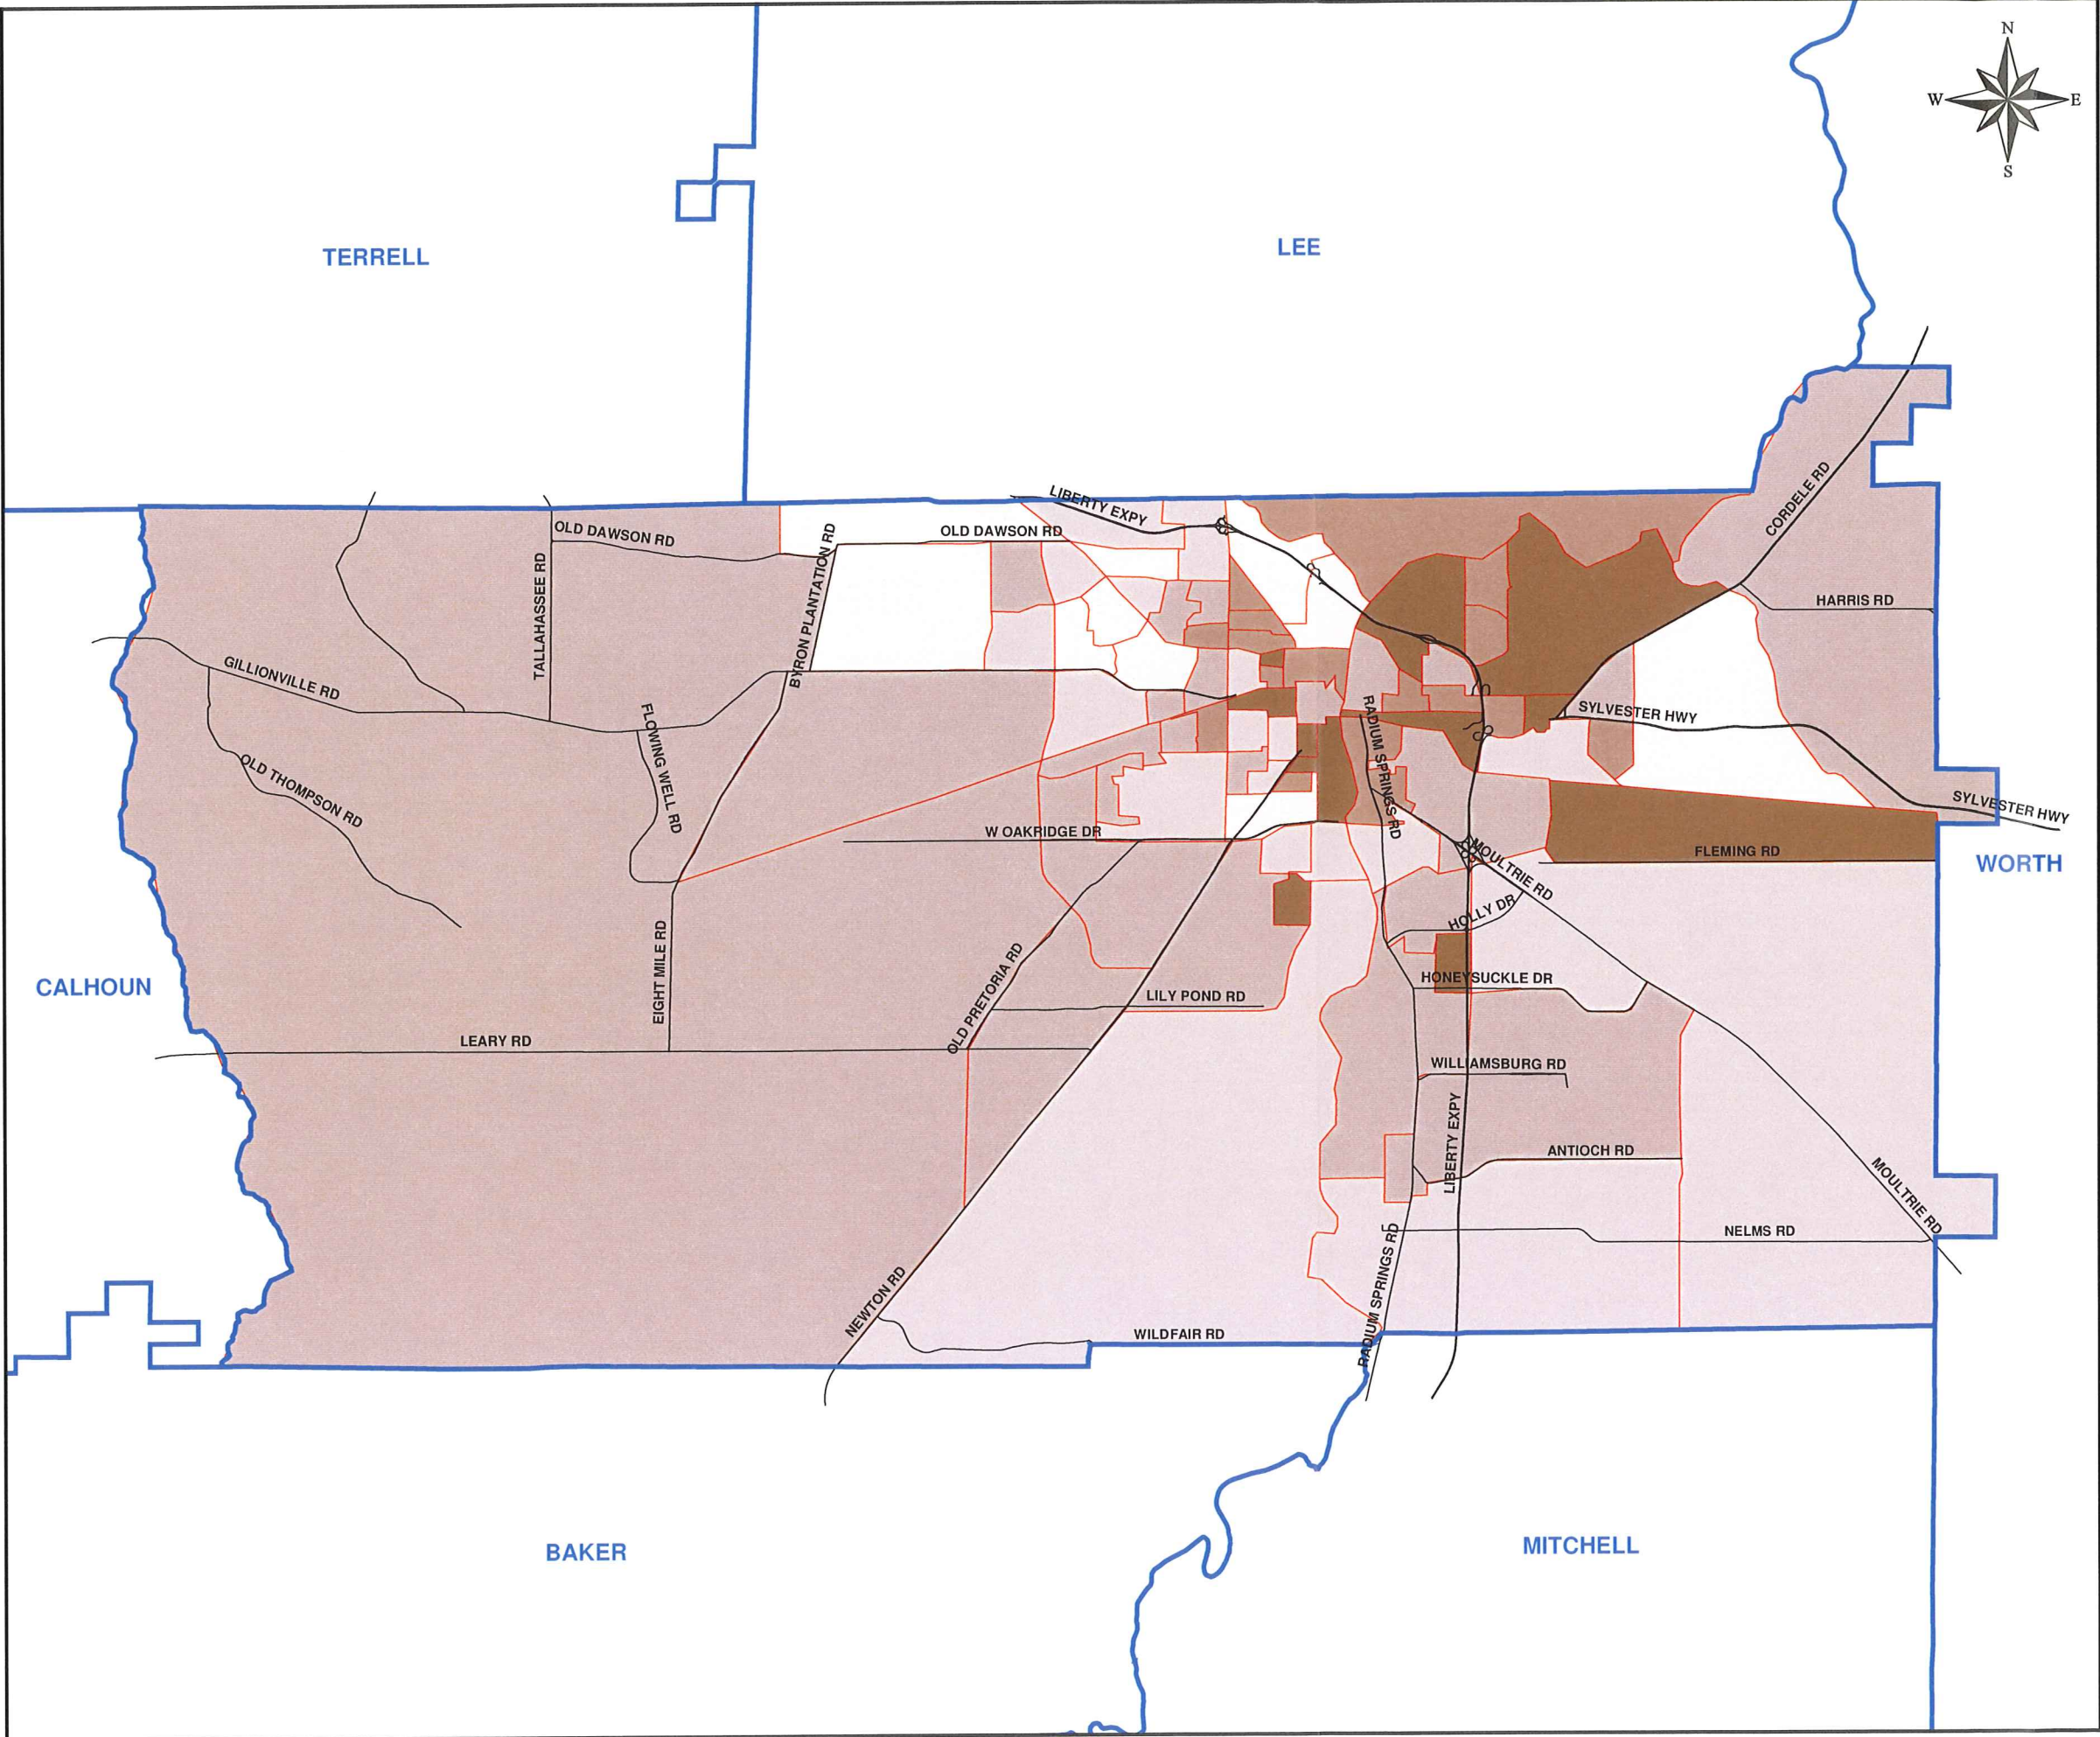 N
W E
S
TERRELL
LEE
LIBERTY EXPY
OLD DAWSON RD
OLD DAWSON RD
CORDELE RD
TALLAHASSEE RD
BYRON PLANTATION RD
HARRIS RD
GILLIONVILLE RD
FLOWING WELL RD
RADIUM SPRINGS RD
SYLVESTER HWY
OLD THOMPSON RD
SYLVESTER HWY
W OAKRIDGE DR
MOULTRIE RD
FLEMING RD
WORTH
HOLLY DR
EIGHT MILE RD
CALHOUN
OLD PRETORIA RD
LILY POND RD
HONEYSUCKLE DR
LEARY RD
WILLIAMSBURG RD
LIBERTY EXPY
ANTIOCH RD
MOULTRIE RD
NELMS RD
NEWTON RD
RADIUM SPRINGS RD
WILDFAIR RD
BAKER
MITCHELL